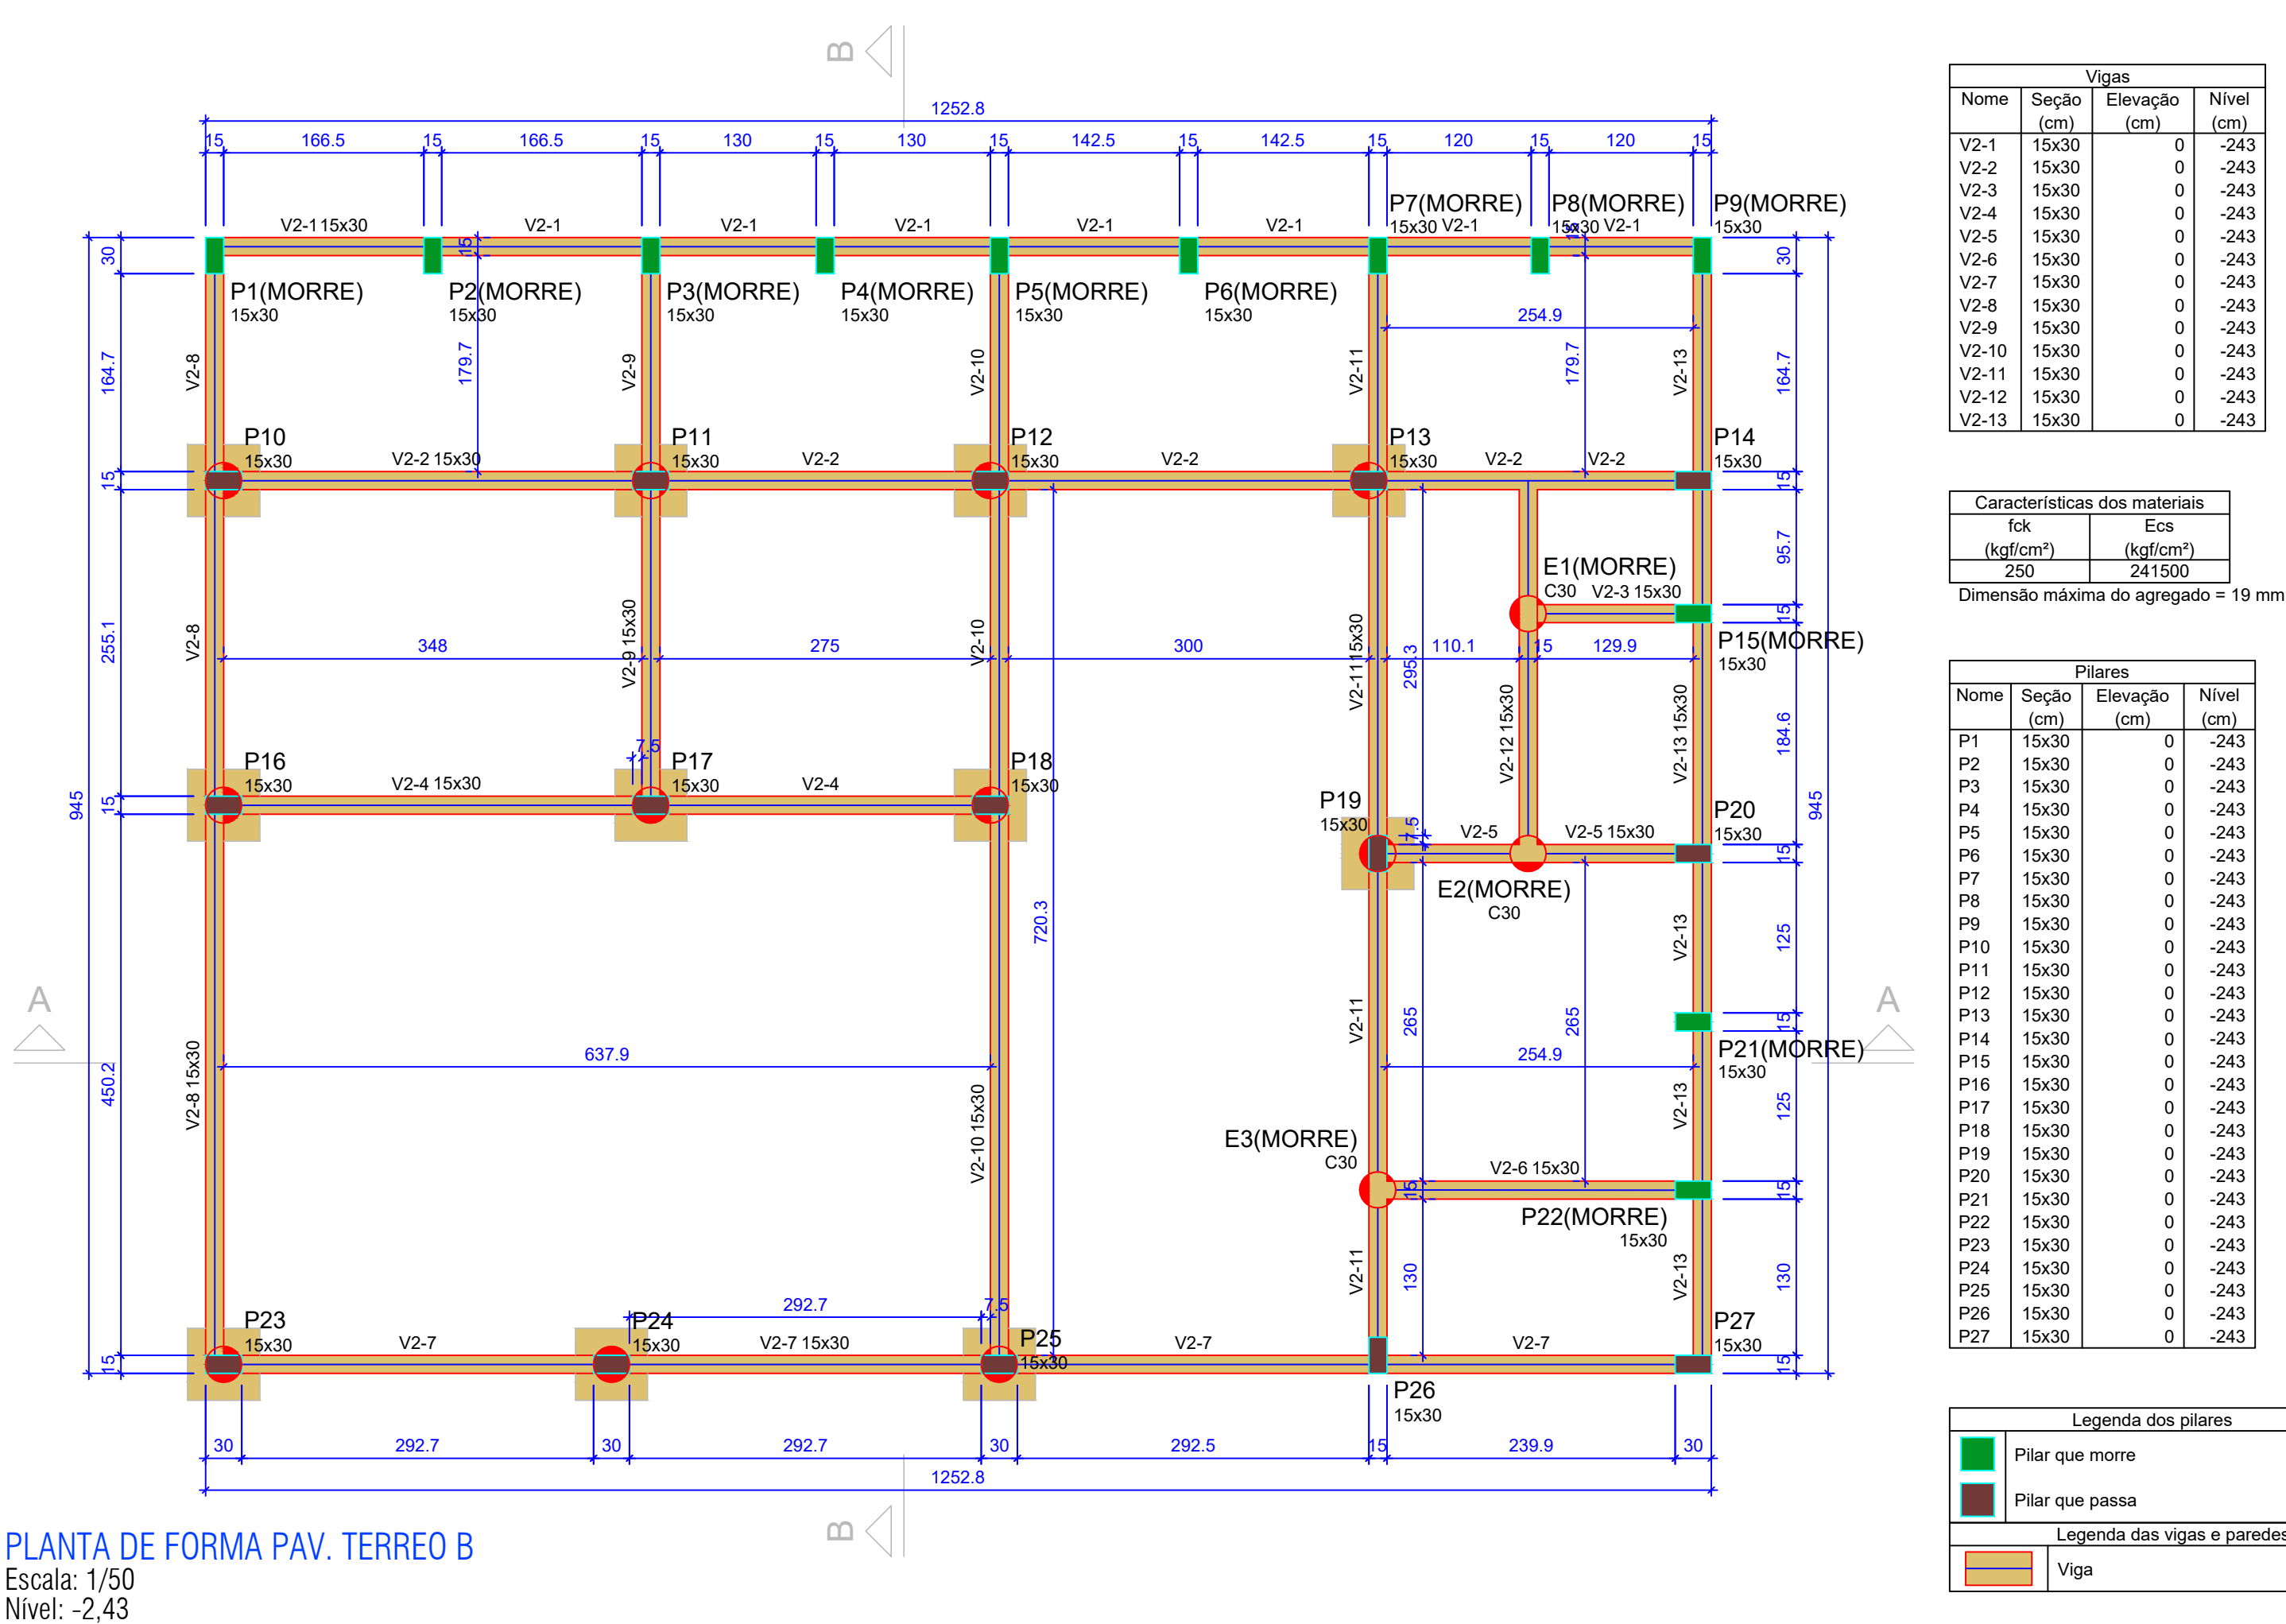 B
1252.8
15 166.5 15 166.5 15 130 15 130 15 142.5 15 142.5 15 120 15 120 15
P7(MORRE) P8(MORRE) P9(MORRE)
15x30 15x30 15x30
V2-1 15x30 V2-1 V2-1 V2-1 V2-1 V2-1 V2-1 V2-1
30 15 15 30
P1(MORRE) P2(MORRE) P3(MORRE) P4(MORRE) P5(MORRE) P6(MORRE)
15x30 15x30 15x30 15x30 15x30 15x30
254.9
164.7 V2-8 179.7 V2-9 V2-10 V2-11 179.7 V2-13 164.7
P10 P11 P12 P13 P14
15x30 15x30 15x30 15x30 15x30
V2-2 15x30 V2-2 V2-2 V2-2 V2-2
15 15
95.7
E1(MORRE)
C30 V2-3 15x30
15
P15(MORRE)
15x30
255.1 V2-8 V2-9 15x30 V2-10 V2-11 15x30 295.3
348 275 300 110.1 15 129.9
V2-12 15x30 V2-13 15x30 184.6
7.5
P16 P17 P18
15x30 15x30 15x30
V2-4 15x30 V2-4
15
945 945
P19 P20
15x30 15x30
7.5 V2-5 V2-5 15x30
15
E2(MORRE)
C30
720.3 V2-13 125
A A
V2-11 265 265 15
637.9 254.9
P21(MORRE)
15x30
450.2 V2-8 15x30 V2-10 15x30 V2-13 125
E3(MORRE)
C30
V2-6 15x30
15 15
P22(MORRE)
15x30
V2-11 130 V2-13 130
292.7 7.5
P23 P24 P25 P27
15x30 15x30 15x30 15x30
V2-7 V2-7 15x30 V2-7 V2-7
15 15
P26
15x30
30 292.7 30 292.7 30 292.5 15 239.9 30
1252.8
B
PLANTA DE FORMA PAV. TERREO B
Escala: 1/50
Nível: -2,43
Vigas
Nome Seção Elevação Nível
(cm) (cm) (cm)
V2-1 15x30 0 -243
V2-2 15x30 0 -243
V2-3 15x30 0 -243
V2-4 15x30 0 -243
V2-5 15x30 0 -243
V2-6 15x30 0 -243
V2-7 15x30 0 -243
V2-8 15x30 0 -243
V2-9 15x30 0 -243
V2-10 15x30 0 -243
V2-11 15x30 0 -243
V2-12 15x30 0 -243
V2-13 15x30 0 -243
Características dos materiais
fck Ecs
(kgf/cm²) (kgf/cm²)
250 241500
Dimensão máxima do agregado = 19 mm
Pilares
Nome Seção Elevação Nível
(cm) (cm) (cm)
P1 15x30 0 -243
P2 15x30 0 -243
P3 15x30 0 -243
P4 15x30 0 -243
P5 15x30 0 -243
P6 15x30 0 -243
P7 15x30 0 -243
P8 15x30 0 -243
P9 15x30 0 -243
P10 15x30 0 -243
P11 15x30 0 -243
P12 15x30 0 -243
P13 15x30 0 -243
P14 15x30 0 -243
P15 15x30 0 -243
P16 15x30 0 -243
P17 15x30 0 -243
P18 15x30 0 -243
P19 15x30 0 -243
P20 15x30 0 -243
P21 15x30 0 -243
P22 15x30 0 -243
P23 15x30 0 -243
P24 15x30 0 -243
P25 15x30 0 -243
P26 15x30 0 -243
P27 15x30 0 -243
Legenda dos pilares
Pilar que morre
Pilar que passa
Legenda das vigas e paredes
Viga